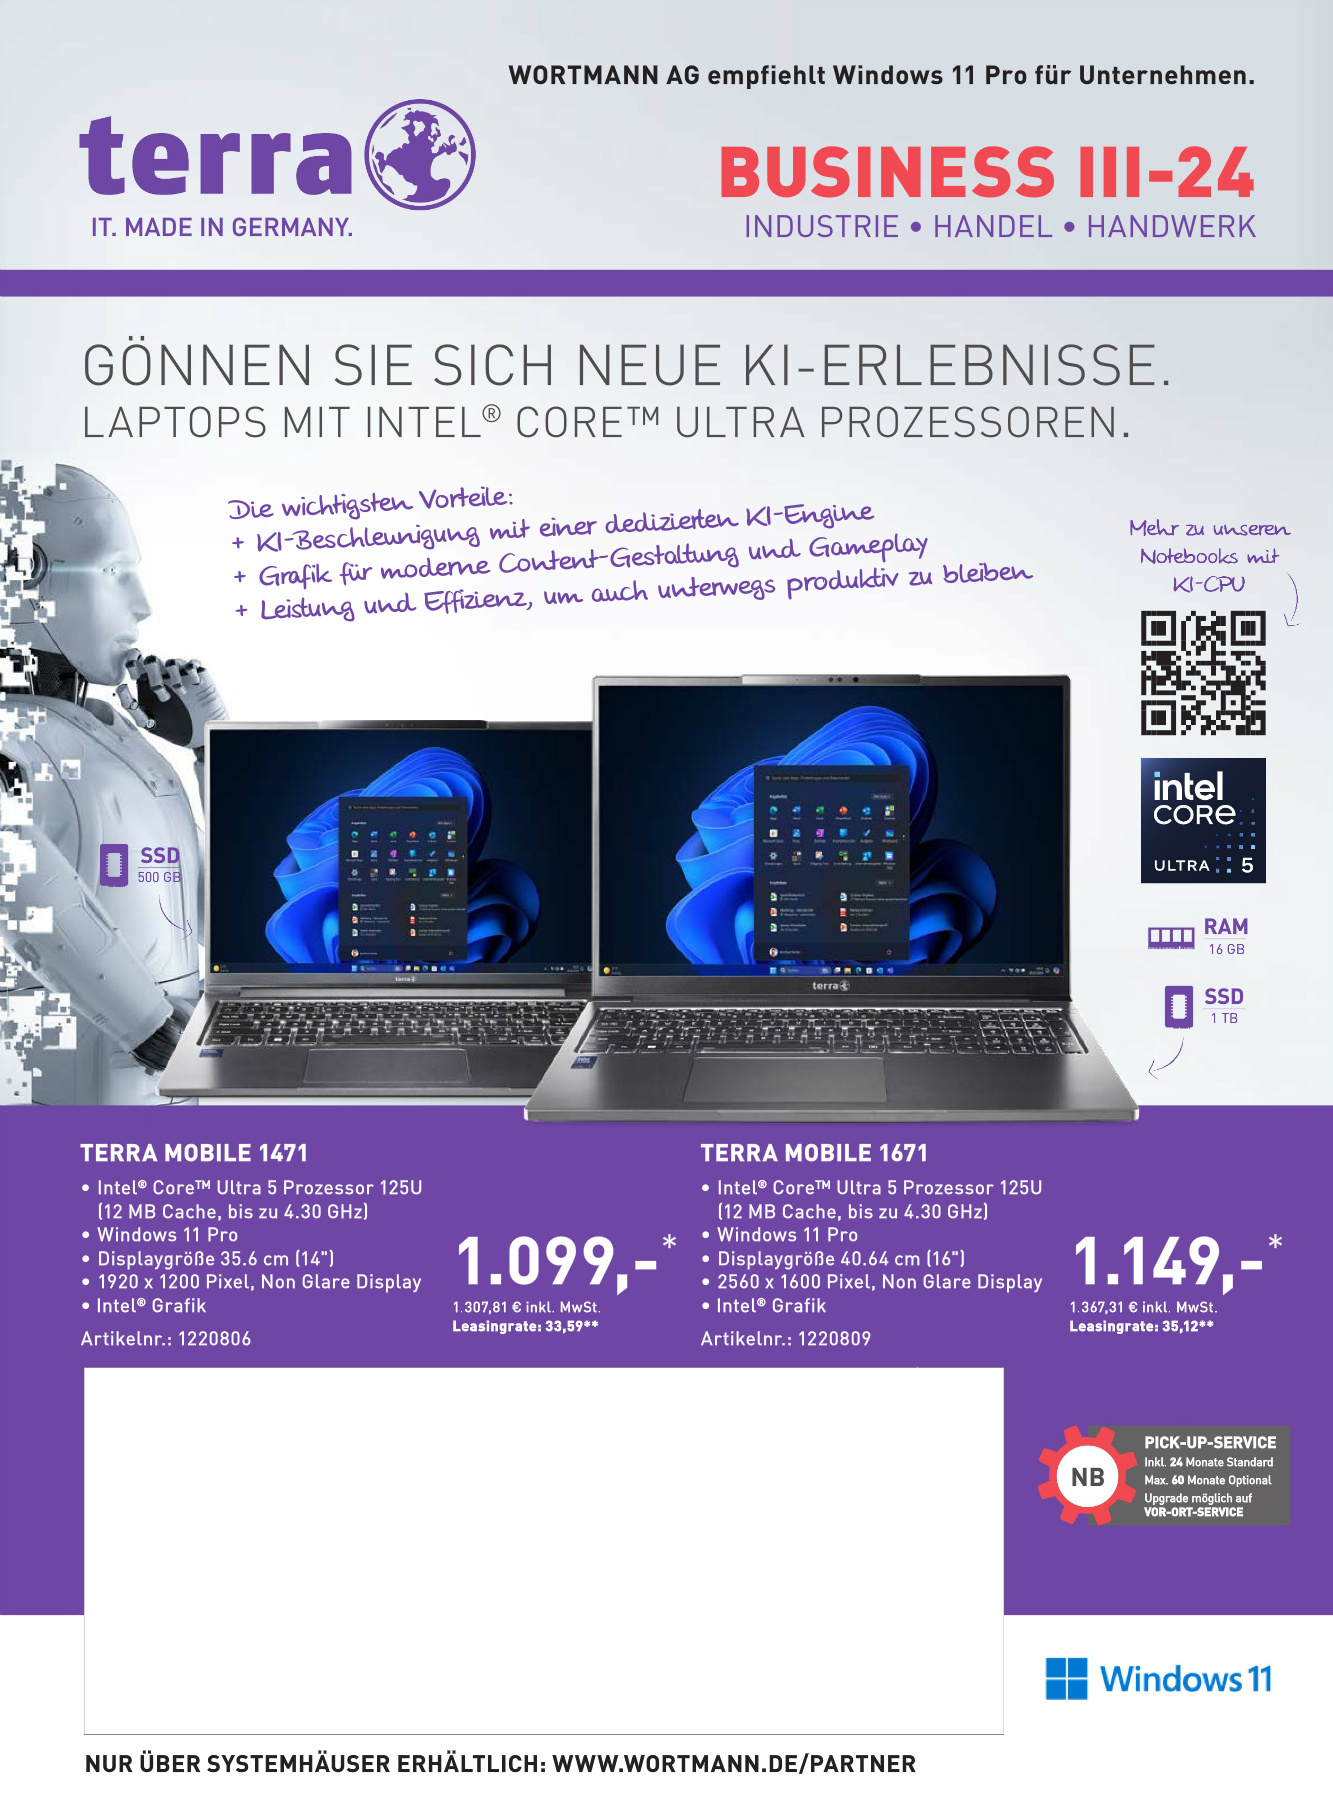 WORTMANN AG empfiehlt Windows 11 Pro für Unternehmen.
terra
IT. MADE IN GERMANY.
BUSINESS III-24
INDUSTRIE • HANDEL • HANDWERK
GÖNNEN SIE SICH NEUE KI-ERLEBNISSE.
LAPTOPS MIT INTEL® CORE™ ULTRA PROZESSOREN.
Die wichtigsten Vorteile:
+ KI-Beschleunigung mit einer dedizierten KI-Engine
+ Grafik für moderne Content-Gestaltung und Gameplay
+ Leistung und Effizienz, um auch unterwegs produktiv zu bleiben
Mehr zu unseren
Notebooks mit
KI-CPU
intel
CORE
ULTRA 5
SSD
500 GB
RAM
16 GB
SSD
1 TB
terra
terra
TERRA MOBILE 1471
• Intel® Core™ Ultra 5 Prozessor 125U
(12 MB Cache, bis zu 4.30 GHz)
• Windows 11 Pro
• Displaygröße 35.6 cm (14")
• 1920 x 1200 Pixel, Non Glare Display
• Intel® Grafik
Artikelnr.: 1220806
1.099,-*
1.307,81 € inkl. MwSt.
Leasingrate: 33,59**
TERRA MOBILE 1671
• Intel® Core™ Ultra 5 Prozessor 125U
(12 MB Cache, bis zu 4.30 GHz)
• Windows 11 Pro
• Displaygröße 40.64 cm (16")
• 2560 x 1600 Pixel, Non Glare Display
• Intel® Grafik
Artikelnr.: 1220809
1.149,-*
1.367,31 € inkl. MwSt.
Leasingrate: 35,12**
NB
PICK-UP-SERVICE
Inkl. 24 Monate Standard
Max. 60 Monate Optional
Upgrade möglich auf
VOR-ORT-SERVICE
Windows 11
NUR ÜBER SYSTEMHÄUSER ERHÄLTLICH: WWW.WORTMANN.DE/PARTNER